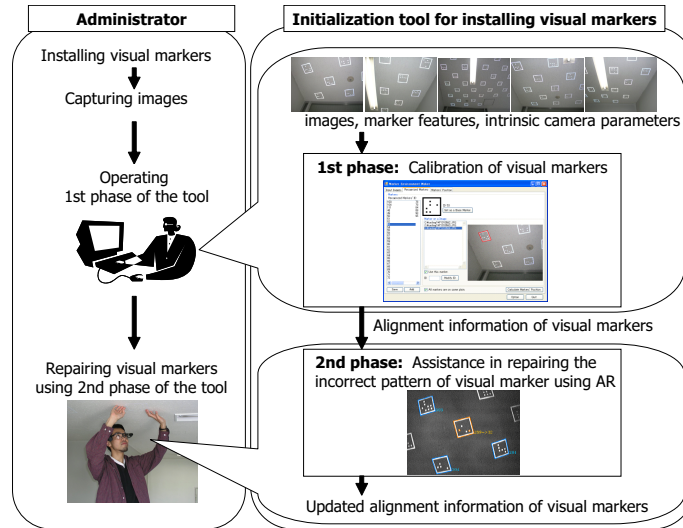 Administrator
Installing visual markers
Capturing images
Operating
1st phase of the tool
Repairing visual markers
using 2nd phase of the tool
Initialization tool for installing visual markers
images, marker features, intrinsic camera parameters
1st phase: Calibration of visual markers
Alignment information of visual markers
2nd phase: Assistance in repairing the
incorrect pattern of visual marker using AR
Updated alignment information of visual markers